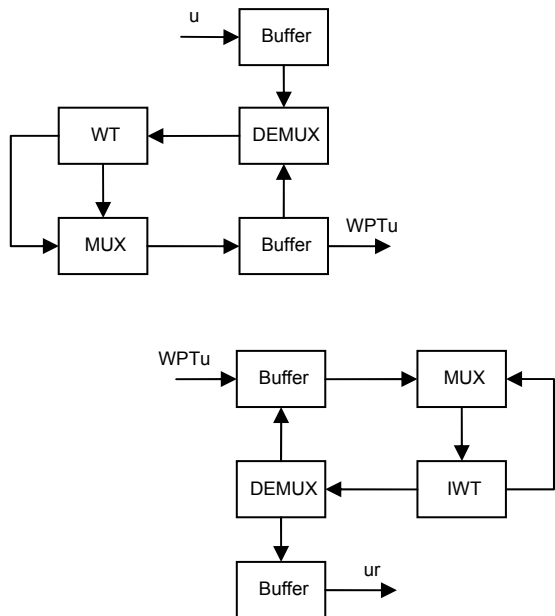 u
Buffer
WT
DEMUX
MUX
Buffer
WPTu
WPTu
Buffer
MUX
DEMUX
IWT
Buffer
ur